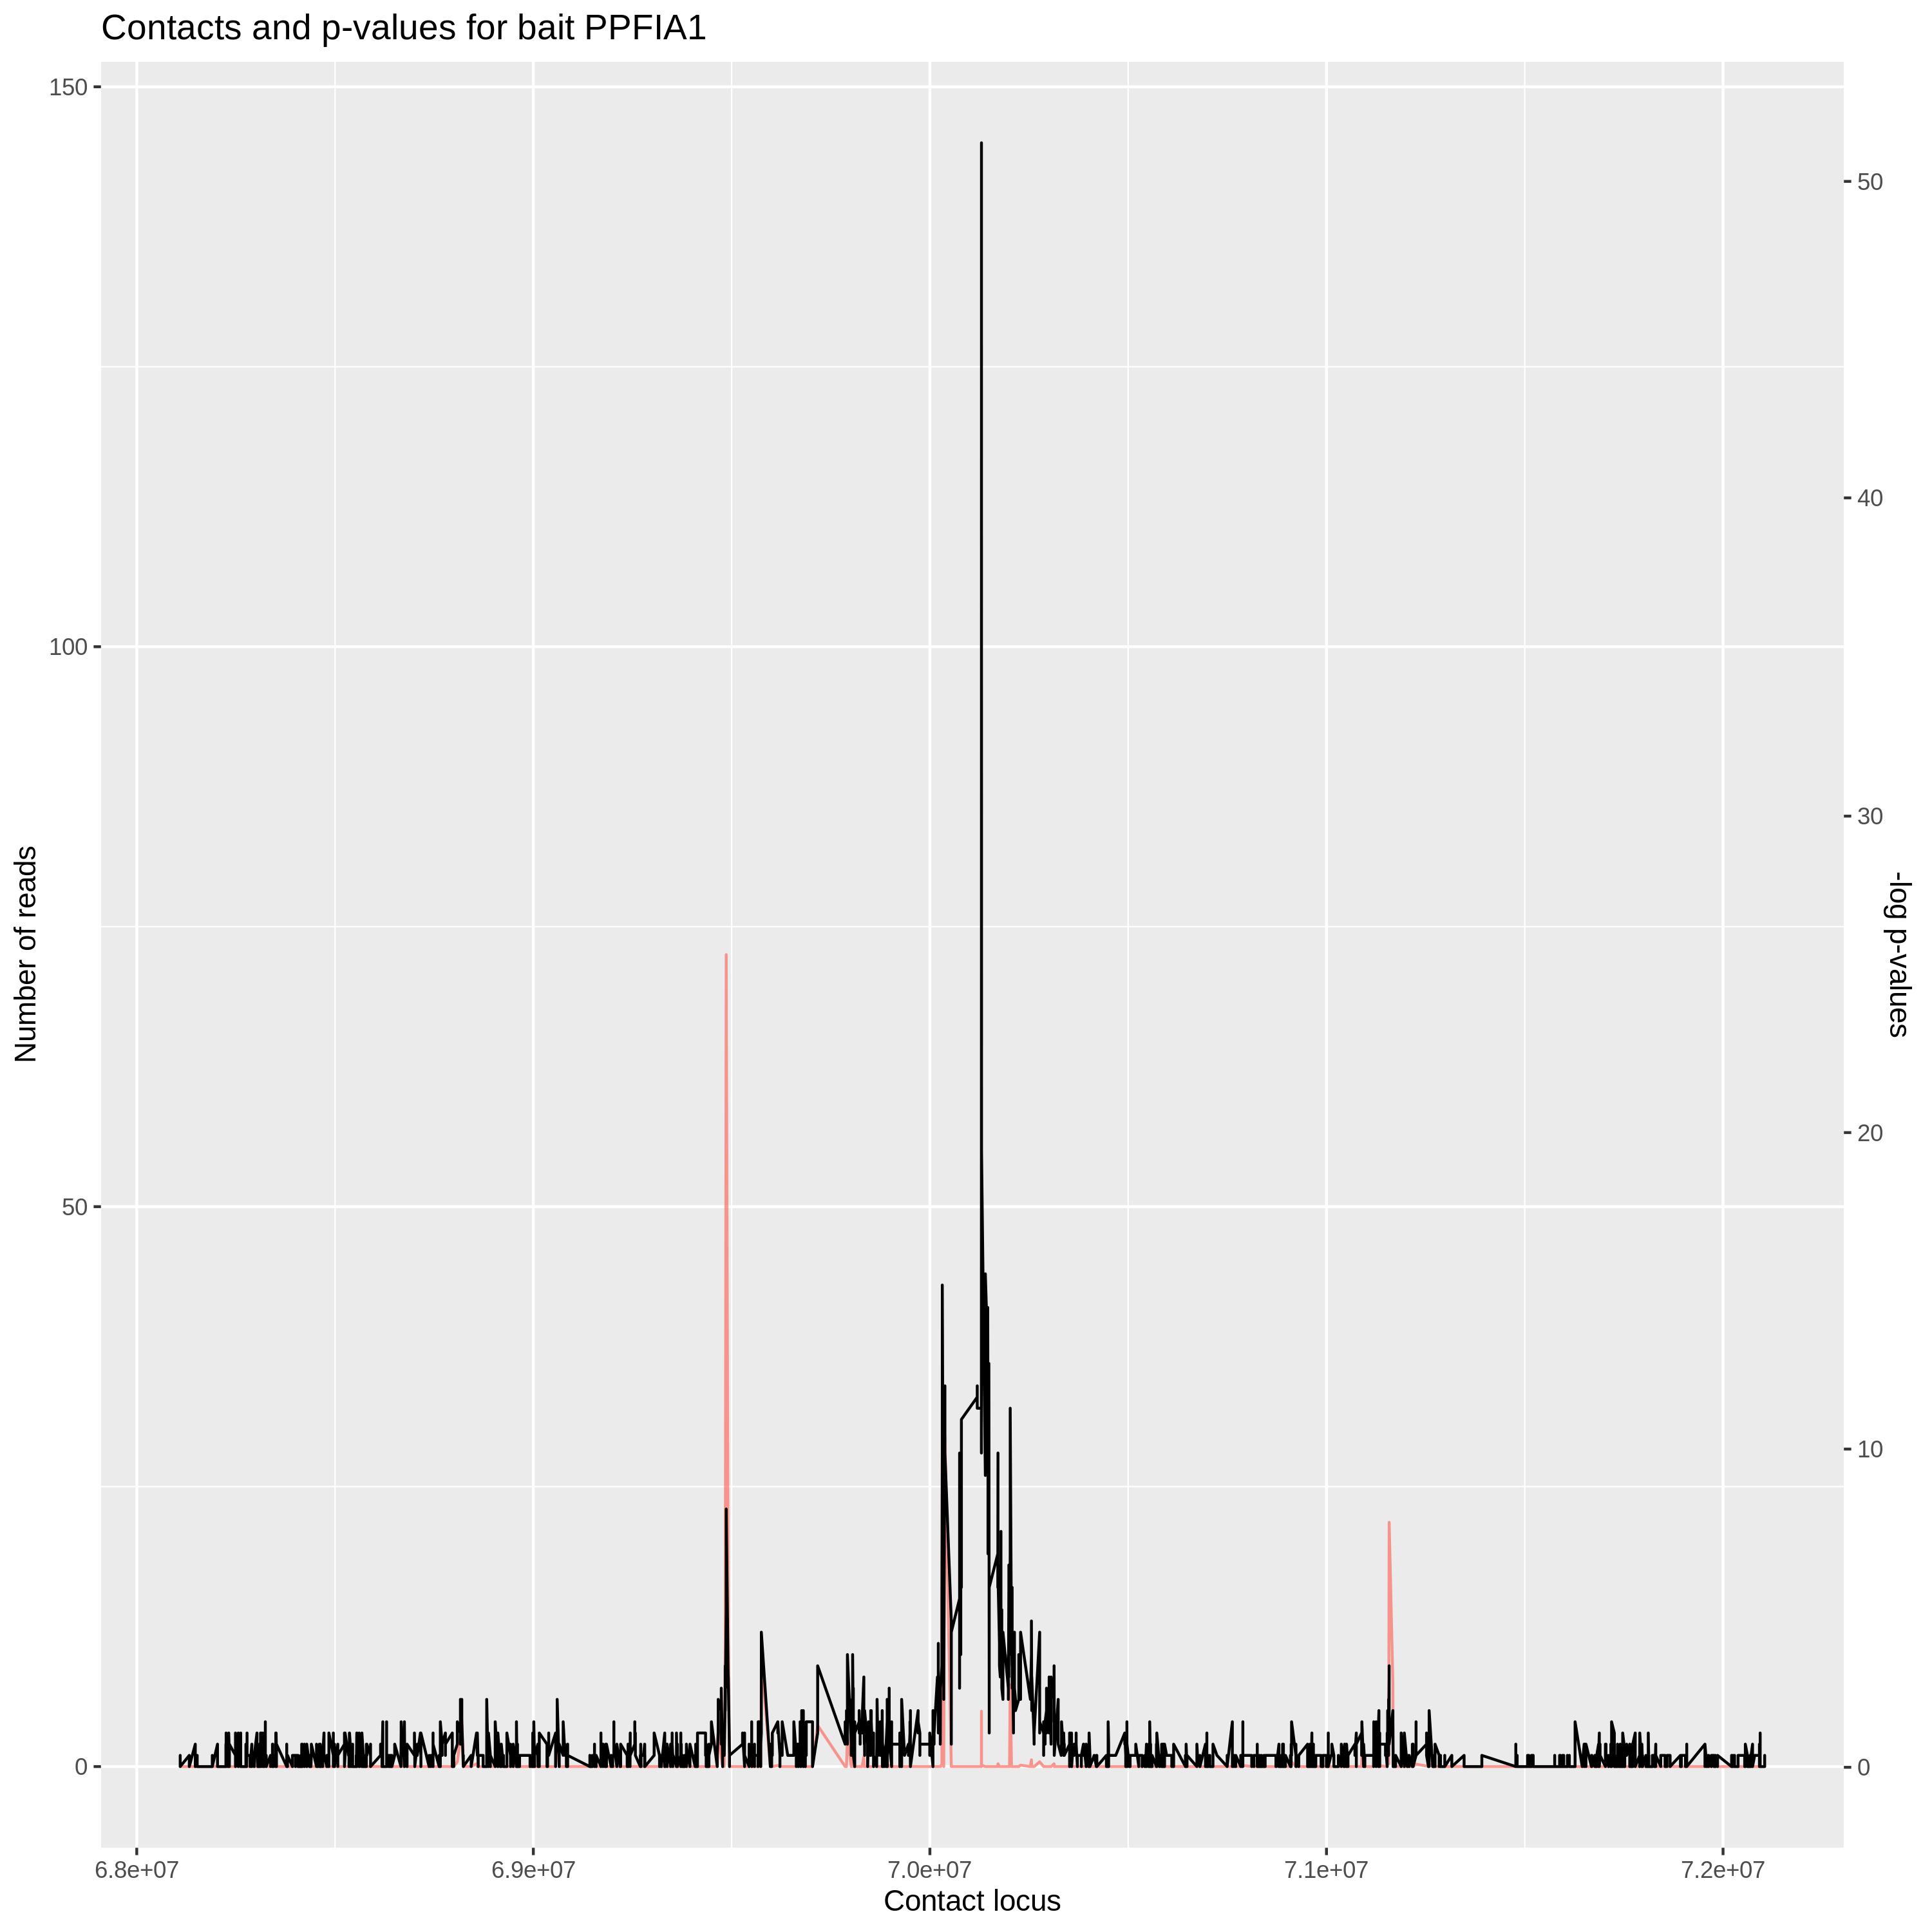 Contacts and p-values for bait PPFIA1
150
100
50
0
Number of reads
50
40
30
20
10
0
-log p-values
6.8e+07 6.9e+07 7.0e+07 7.1e+07 7.2e+07
Contact locus